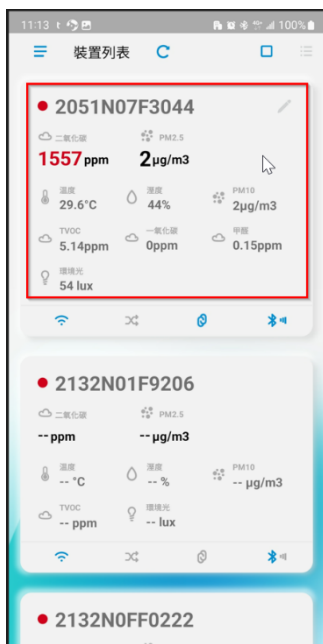 11:13 t
100%
裝置列表
2051N07F3044
二氧化碳 PM2.5
1557 ppm 2μg/m3
溫度 濕度 PM10
29.6°C 44% 2μg/m3
TVOC 一氧化碳 甲醛
5.14ppm 0ppm 0.15ppm
環境光
54 lux
2132N01F9206
二氧化碳 PM2.5
-- ppm -- μg/m3
溫度 濕度 PM10
-- °C -- % -- μg/m3
TVOC 環境光
-- ppm -- lux
2132N0FF0222